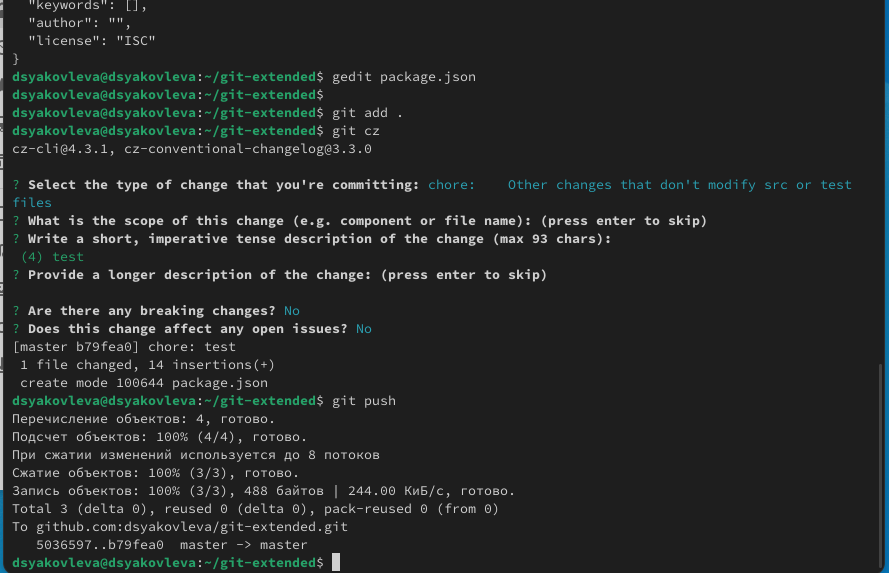 "keywords": [],
"author": "",
"license": "ISC"
}
dsyakovleva@dsyakovleva:~/git-extended$ gedit package.json
dsyakovleva@dsyakovleva:~/git-extended$
dsyakovleva@dsyakovleva:~/git-extended$ git add .
dsyakovleva@dsyakovleva:~/git-extended$ git cz
cz-cli@4.3.1, cz-conventional-changelog@3.3.0
? Select the type of change that you're committing: chore:    Other changes that don't modify src or test
files
? What is the scope of this change (e.g. component or file name): (press enter to skip)
? Write a short, imperative tense description of the change (max 93 chars):
(4) test
? Provide a longer description of the change: (press enter to skip)
? Are there any breaking changes? No
? Does this change affect any open issues? No
[master b79fea0] chore: test
1 file changed, 14 insertions(+)
create mode 100644 package.json
dsyakovleva@dsyakovleva:~/git-extended$ git push
Перечисление объектов: 4, готово.
Подсчет объектов: 100% (4/4), готово.
При сжатии изменений используется до 8 потоков
Сжатие объектов: 100% (3/3), готово.
Запись объектов: 100% (3/3), 488 байтов | 244.00 КиБ/с, готово.
Total 3 (delta 0), reused 0 (delta 0), pack-reused 0 (from 0)
To github.com:dsyakovleva/git-extended.git
5036597..b79fea0  master -> master
dsyakovleva@dsyakovleva:~/git-extended$